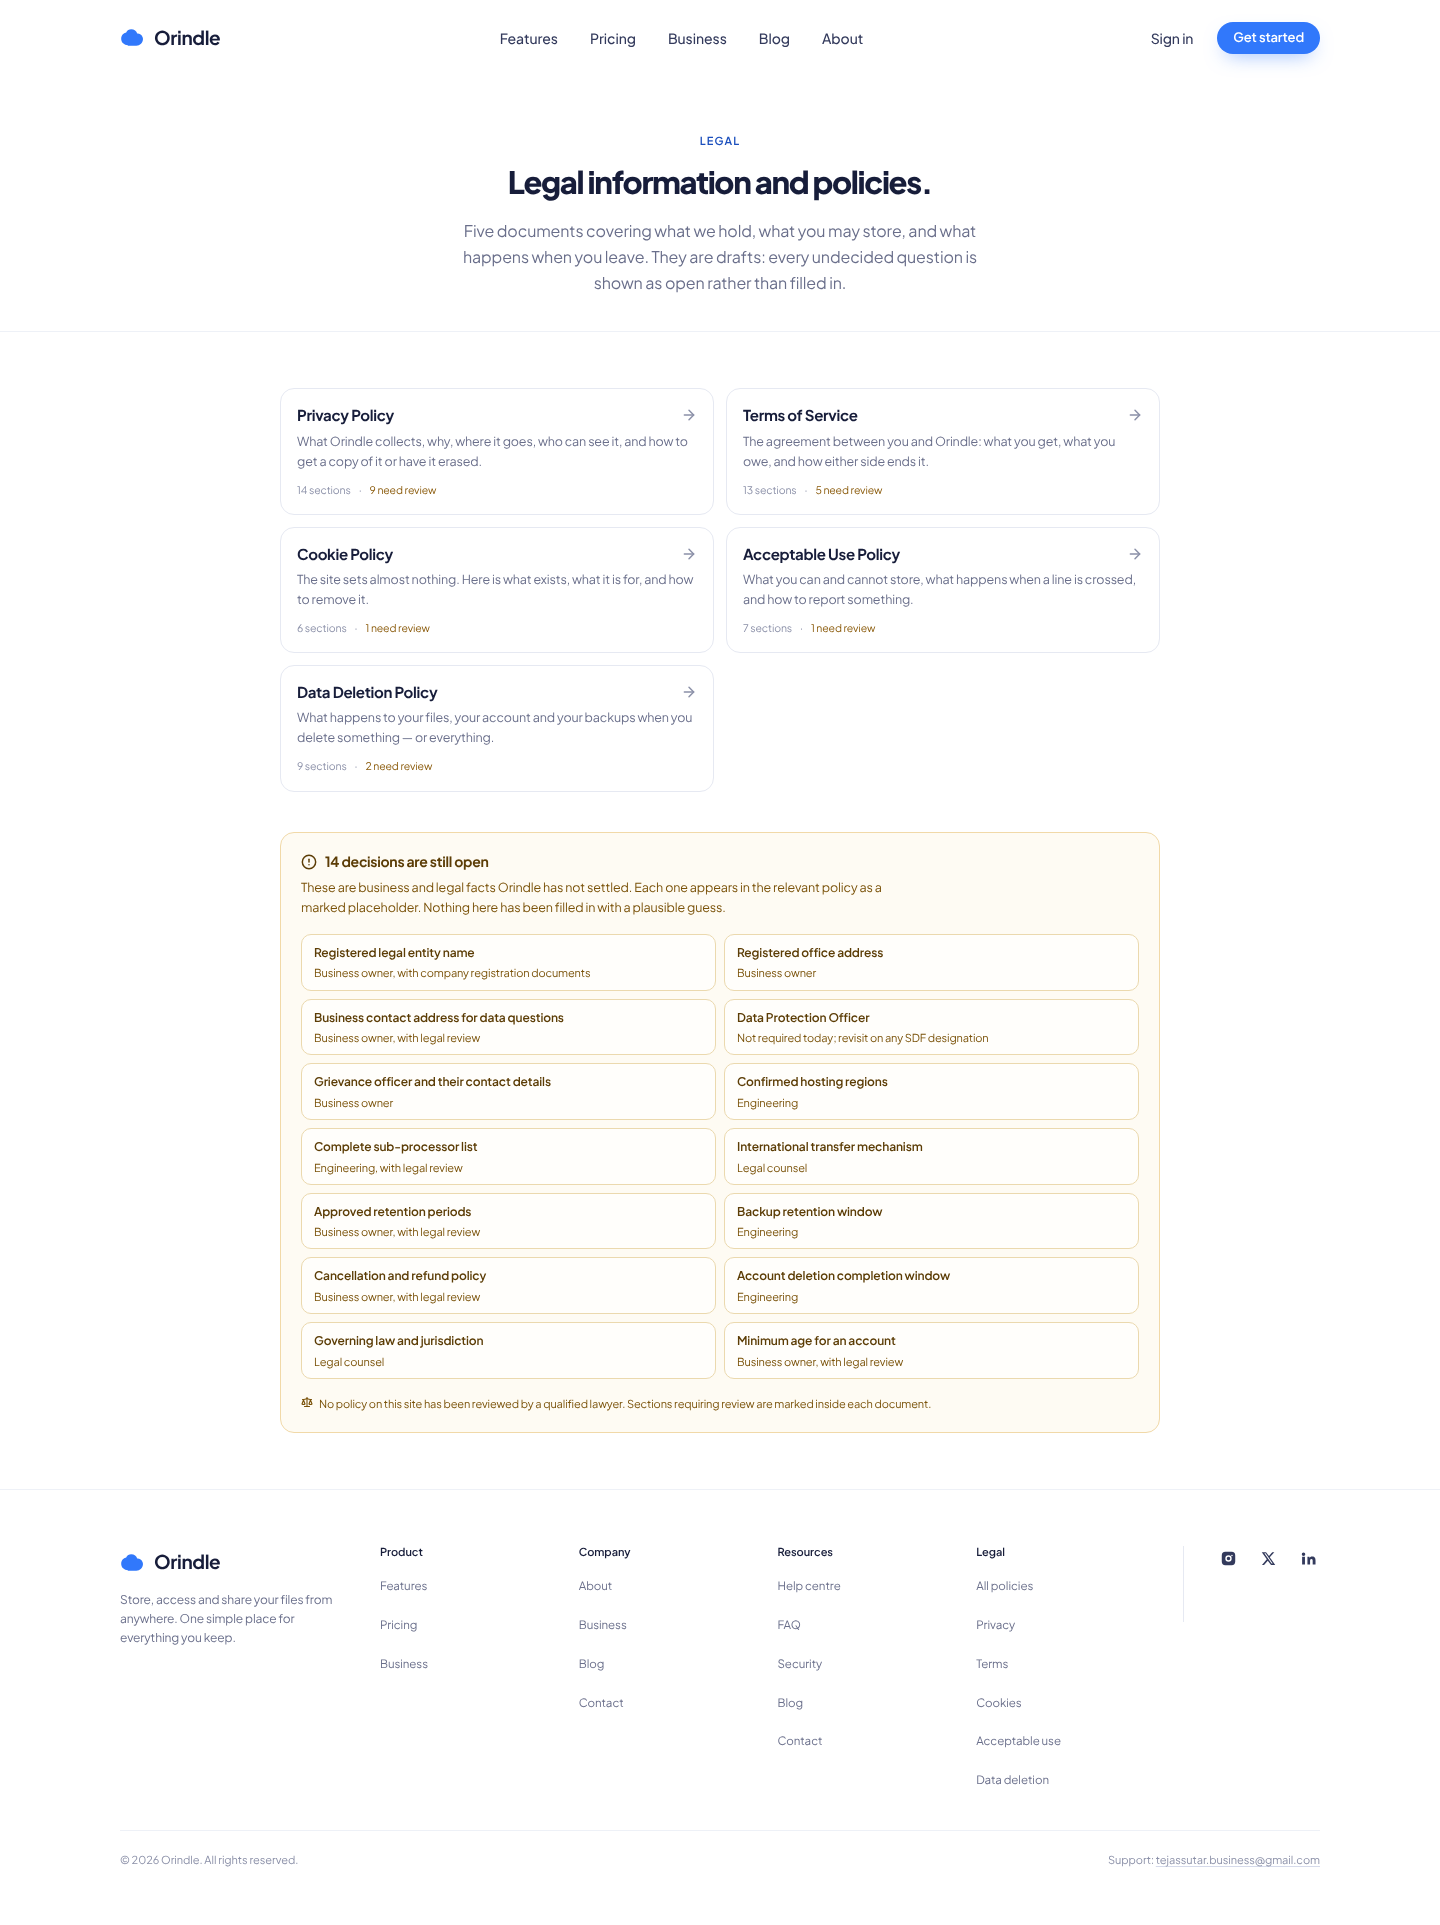 Orindle
Features
Pricing
Business
Blog
About
Sign in
Get started
LEGAL
Legal information and policies.
Five documents covering what we hold, what you may store, and what
happens when you leave. They are drafts: every undecided question is
shown as open rather than filled in.
Privacy Policy
What Orindle collects, why, where it goes, who can see it, and how to
get a copy of it or have it erased.
14 sections · 9 need review
Terms of Service
The agreement between you and Orindle: what you get, what you
owe, and how either side ends it.
13 sections · 5 need review
Cookie Policy
The site sets almost nothing. Here is what exists, what it is for, and how
to remove it.
6 sections · 1 need review
Acceptable Use Policy
What you can and cannot store, what happens when a line is crossed,
and how to report something.
7 sections · 1 need review
Data Deletion Policy
What happens to your files, your account and your backups when you
delete something — or everything.
9 sections · 2 need review
14 decisions are still open
These are business and legal facts Orindle has not settled. Each one appears in the relevant policy as a
marked placeholder. Nothing here has been filled in with a plausible guess.
Registered legal entity name
Business owner, with company registration documents
Registered office address
Business owner
Business contact address for data questions
Business owner, with legal review
Data Protection Officer
Not required today; revisit on any SDF designation
Grievance officer and their contact details
Business owner
Confirmed hosting regions
Engineering
Complete sub-processor list
Engineering, with legal review
International transfer mechanism
Legal counsel
Approved retention periods
Business owner, with legal review
Backup retention window
Engineering
Cancellation and refund policy
Business owner, with legal review
Account deletion completion window
Engineering
Governing law and jurisdiction
Legal counsel
Minimum age for an account
Business owner, with legal review
No policy on this site has been reviewed by a qualified lawyer. Sections requiring review are marked inside each document.
Orindle
Store, access and share your files from
anywhere. One simple place for
everything you keep.
Product
Features
Pricing
Business
Company
About
Business
Blog
Contact
Resources
Help centre
FAQ
Security
Blog
Contact
Legal
All policies
Privacy
Terms
Cookies
Acceptable use
Data deletion
© 2026 Orindle. All rights reserved.
Support: tejassutar.business@gmail.com